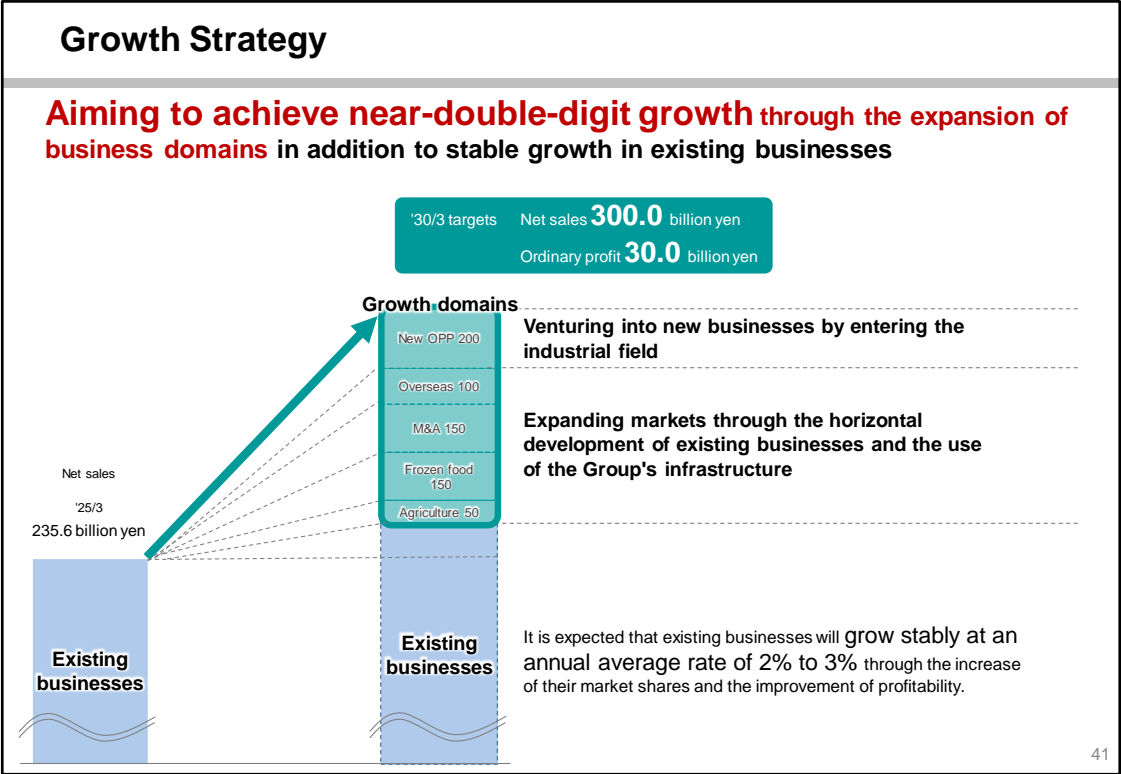 Growth Strategy
Aiming to achieve near-double-digit growth through the expansion of
business domains in addition to stable growth in existing businesses
'30/3 targets Net sales 300.0 billion yen
Ordinary profit 30.0 billion yen
Growth domains
New OPP 200
Venturing into new businesses by entering the
industrial field
Overseas 100
M&A 150
Frozen food
150
Agriculture 50
Expanding markets through the horizontal
development of existing businesses and the use
of the Group's infrastructure
Net sales
'25/3
235.6 billion yen
Existing
businesses
Existing
businesses
It is expected that existing businesses will grow stably at an
annual average rate of 2% to 3% through the increase
of their market shares and the improvement of profitability.
41